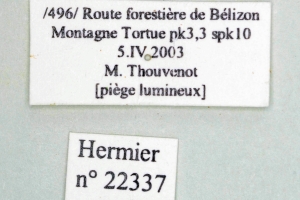 /496/ Route forestière de Bélizon
Montagne Tortue pk3,3 spk10
5.IV.2003
M. Thouvenot
[piège lumineux]
Hermier
n° 22337